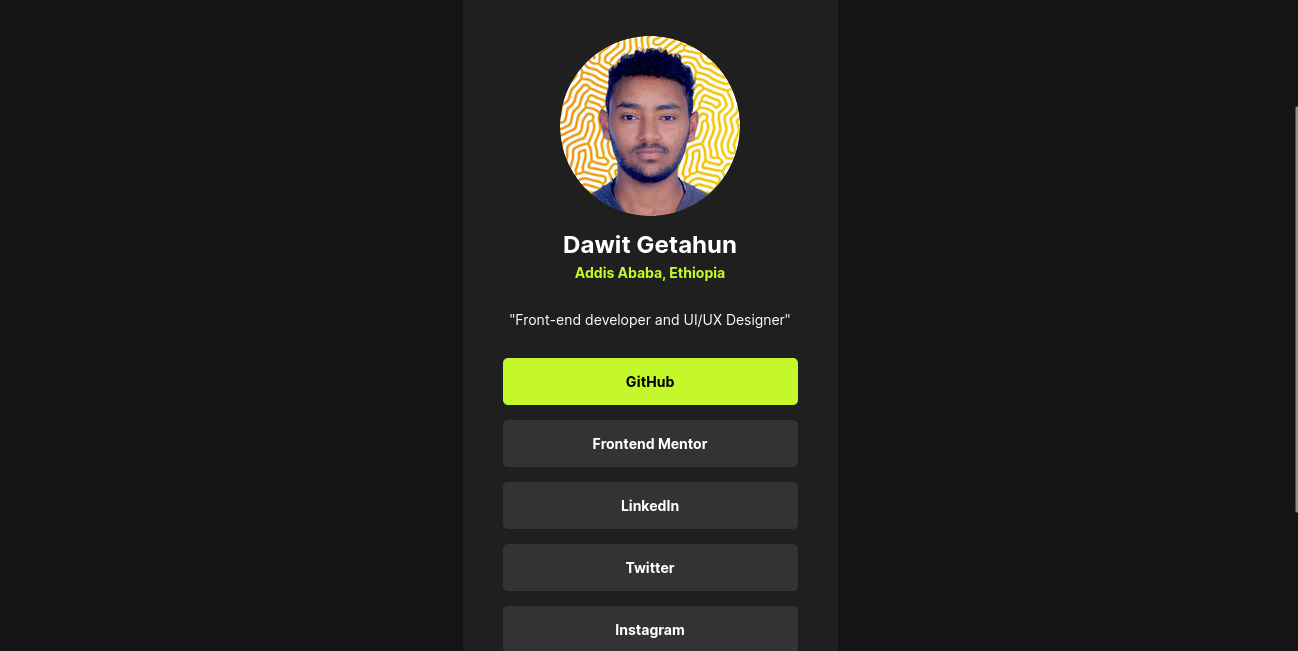 Dawit Getahun
Addis Ababa, Ethiopia
"Front-end developer and UI/UX Designer"
GitHub
Frontend Mentor
LinkedIn
Twitter
Instagram